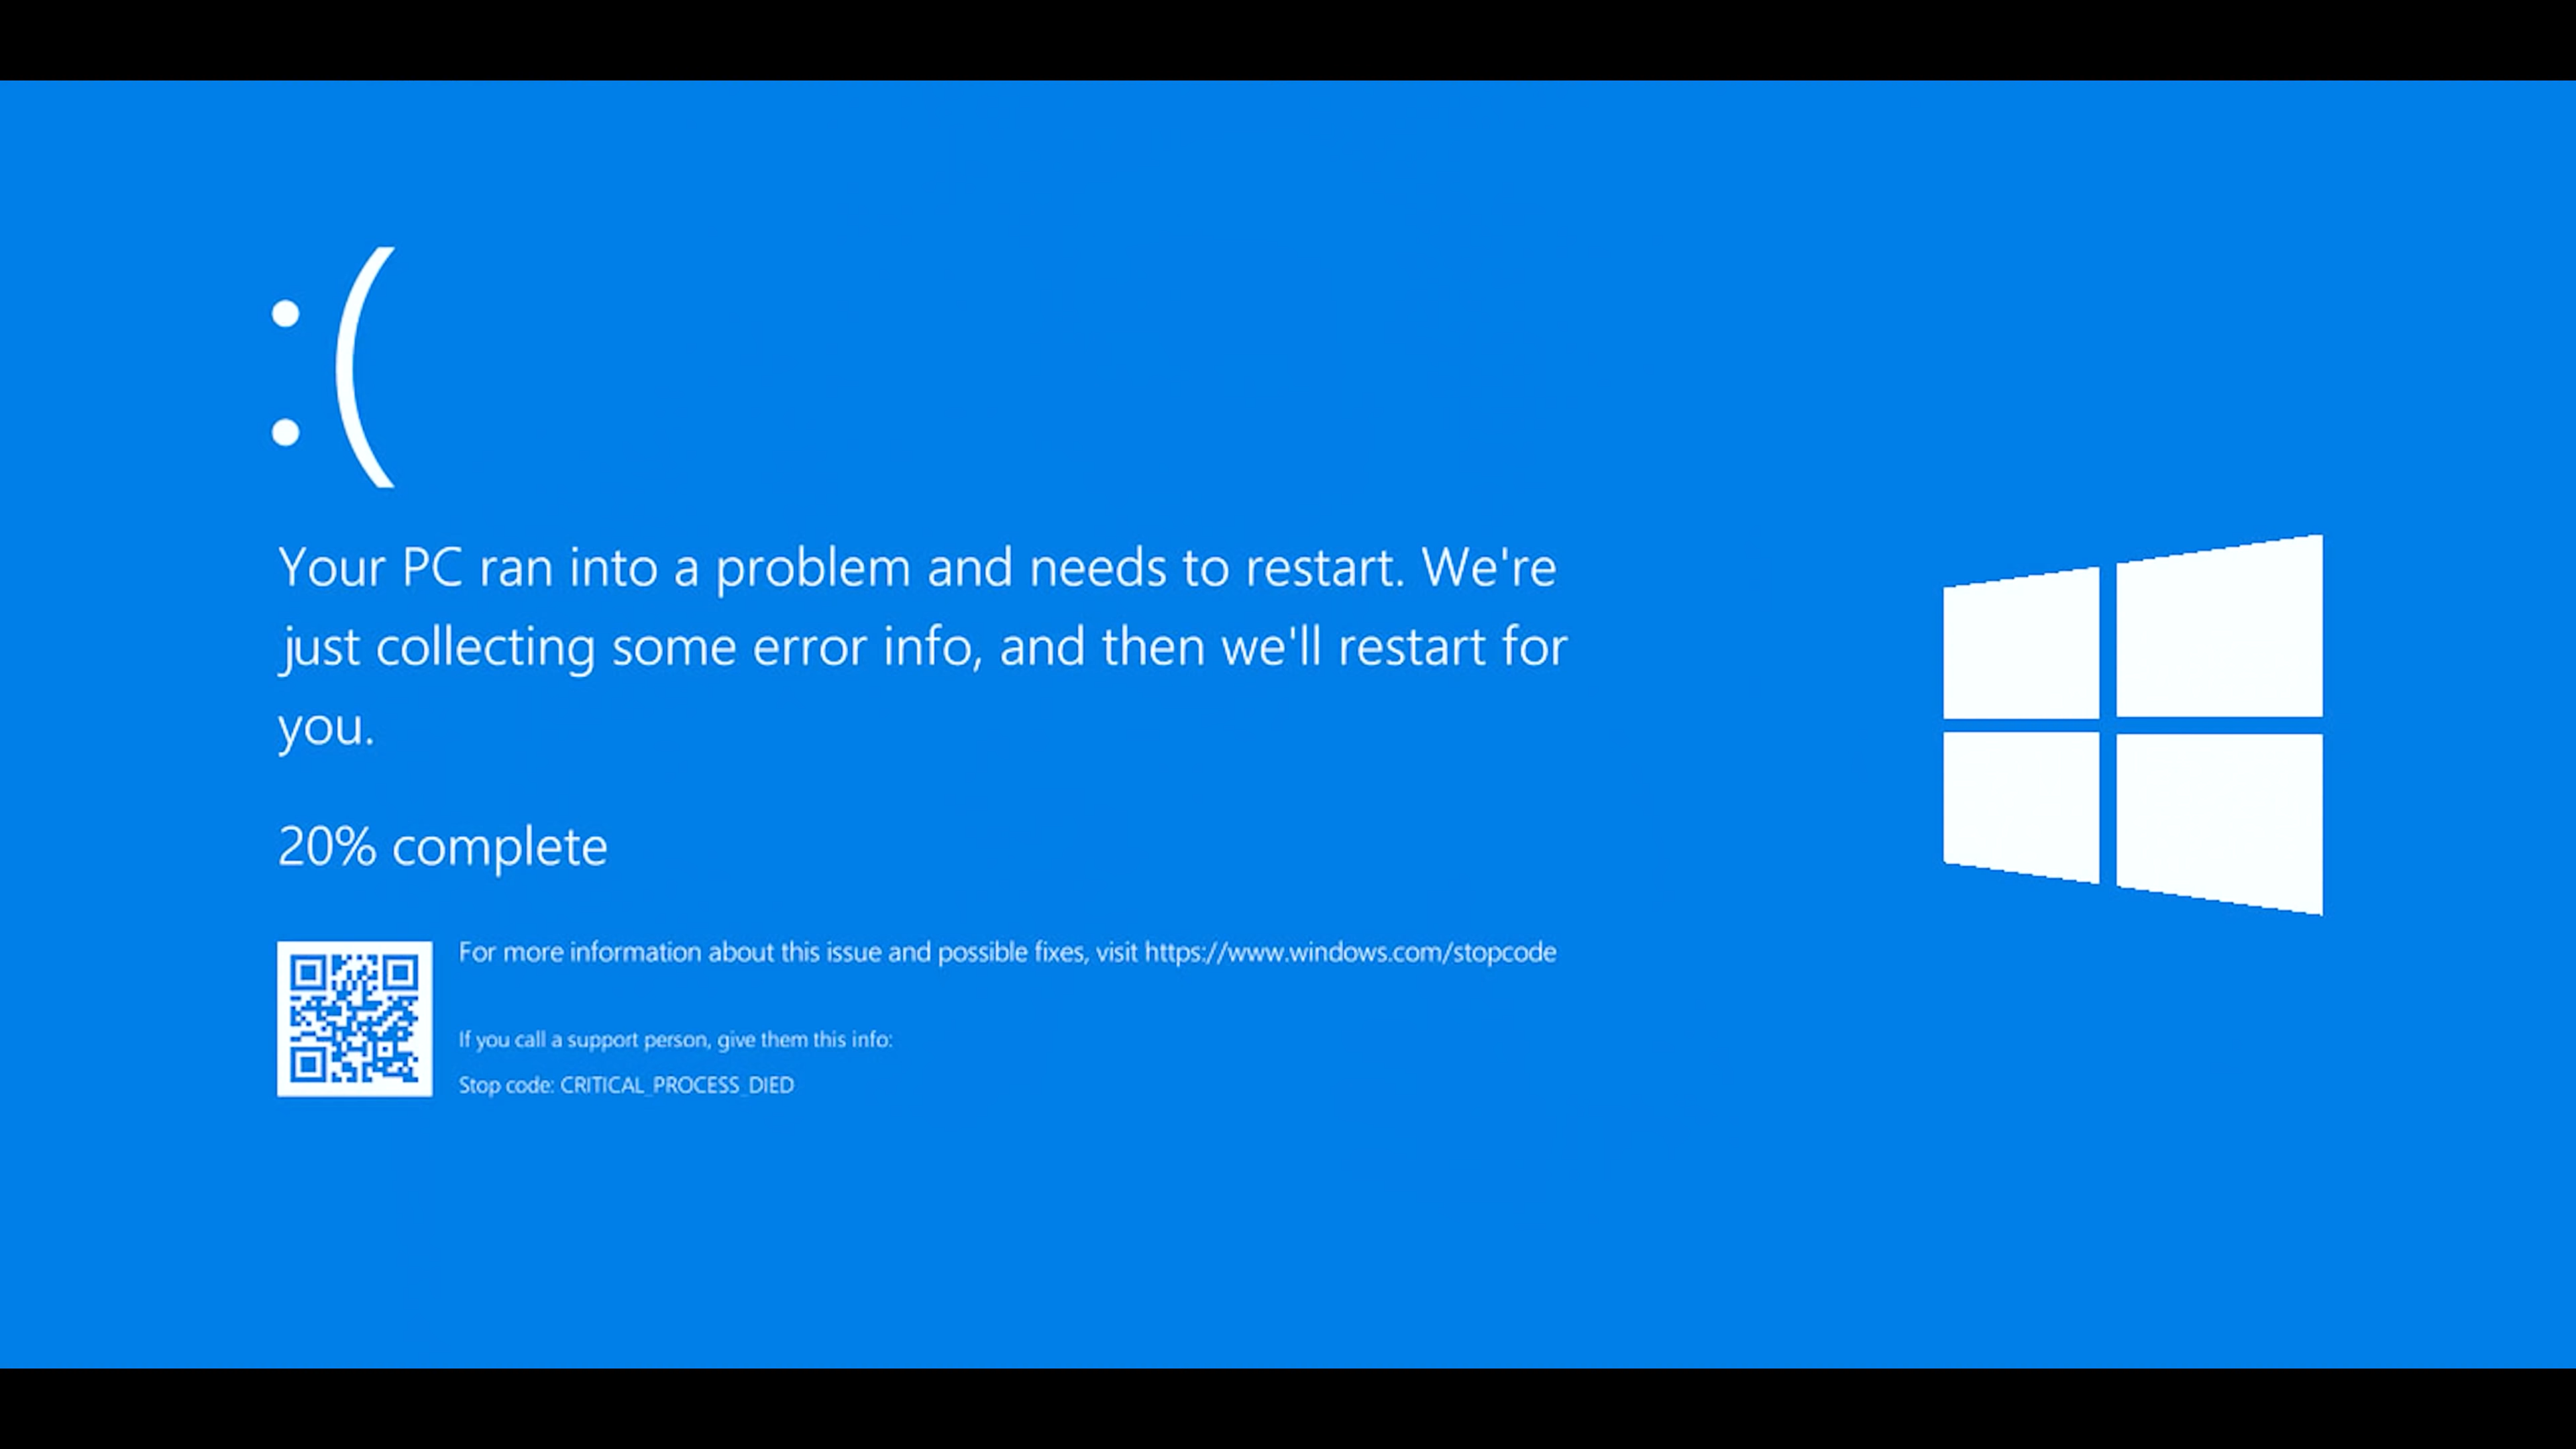 :(
Your PC ran into a problem and needs to restart. We're
just collecting some error info, and then we'll restart for
you.
20% complete
For more information about this issue and possible fixes, visit https://www.windows.com/stopcode
If you call a support person, give them this info:
Stop code: CRITICAL_PROCESS_DIED